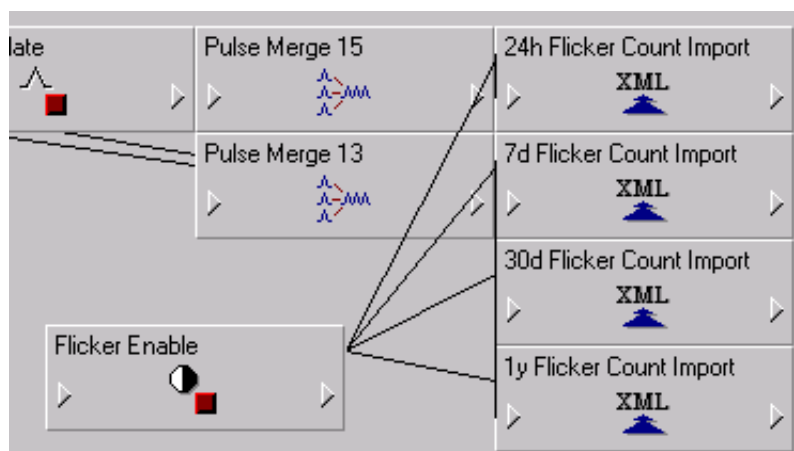 late
Pulse Merge 15
24h Flicker Count Import
XML
Pulse Merge 13
7d Flicker Count Import
XML
30d Flicker Count Import
XML
Flicker Enable
1y Flicker Count Import
XML